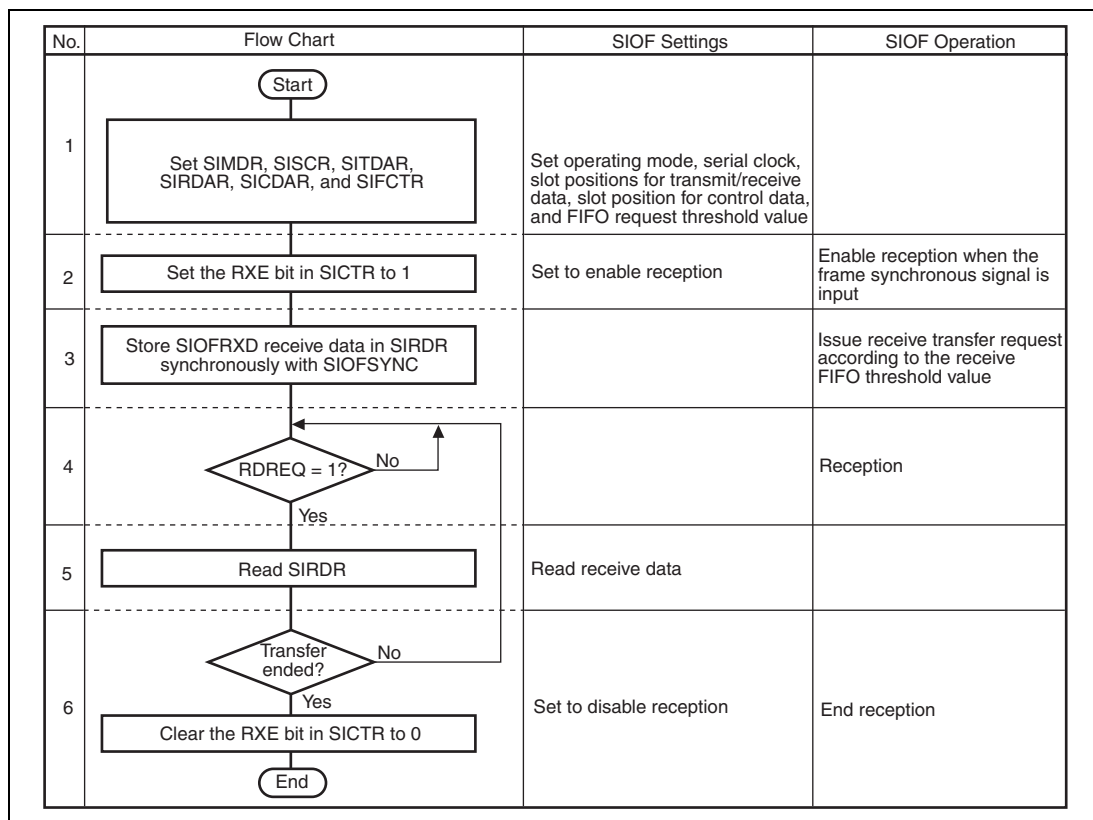 No.
Flow Chart
SIOF Settings
SIOF Operation
Start
1
Set SIMDR, SISCR, SITDAR,
SIRDAR, SICDAR, and SIFCTR
Set operating mode, serial clock,
slot positions for transmit/receive
data, slot position for control data,
and FIFO request threshold value
2
Set the RXE bit in SICTR to 1
Set to enable reception
Enable reception when the
frame synchronous signal is
input
3
Store SIOFRXD receive data in SIRDR
synchronously with SIOFSYNC
Issue receive transfer request
according to the receive
FIFO threshold value
4
RDREQ = 1?
No
Yes
Reception
5
Read SIRDR
Read receive data
6
Transfer
ended?
No
Yes
Clear the RXE bit in SICTR to 0
End
Set to disable reception
End reception